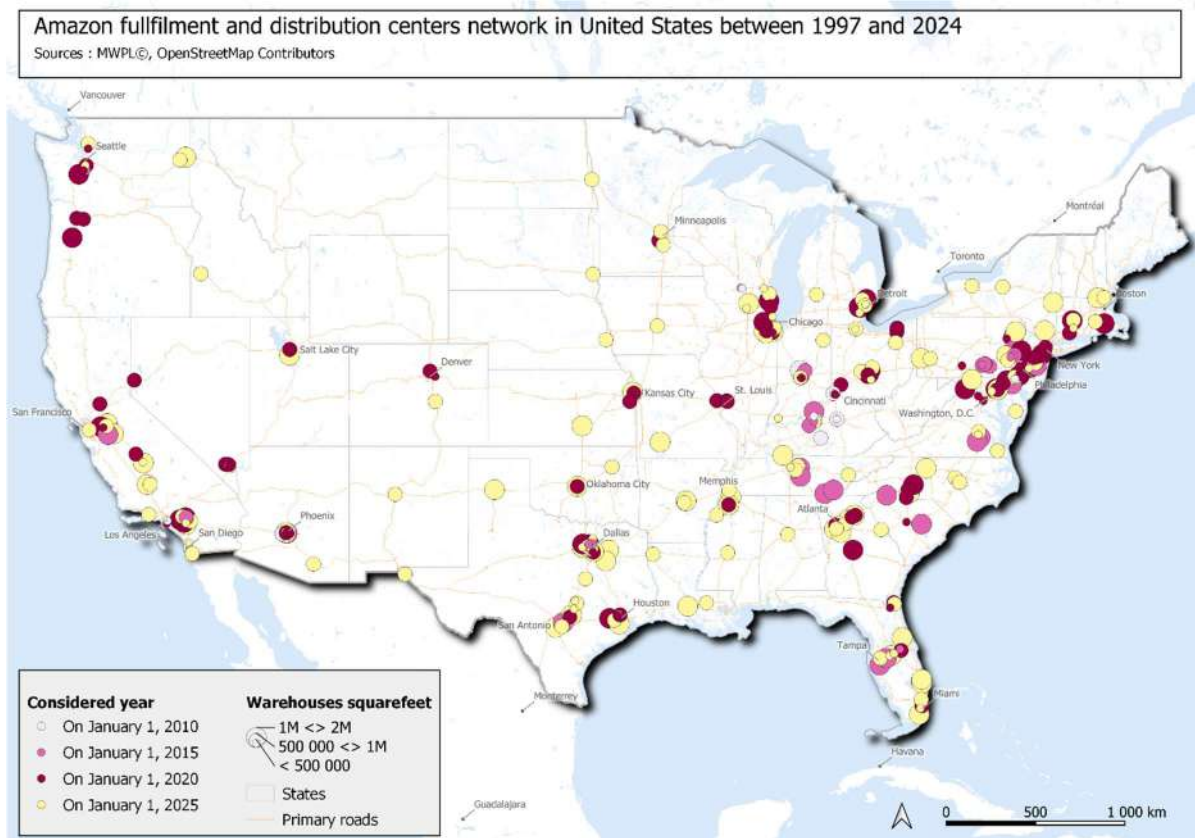 Amazon fullfilment and distribution centers network in United States between 1997 and 2024
Sources : MWPL©, OpenStreetMap Contributors
Vancouver
Seattle
Montréal
Minneapolis
Toronto
Detroit
Boston
Chicago
Salt Lake City
Denver
New York
Kansas City
St. Louis
Cincinnati
Philadelphia
San Francisco
Washington, D.C.
Oklahoma City
Memphis
Atlanta
Phoenix
Los Angeles
San Diego
Dallas
Houston
San Antonio
Tampa
Miami
Monterrey
Havana
Guadalajara
Considered year
On January 1, 2010
On January 1, 2015
On January 1, 2020
On January 1, 2025
Warehouses squarefeet
1M <> 2M
500 000 <> 1M
< 500 000
States
Primary roads
0 500 1 000 km